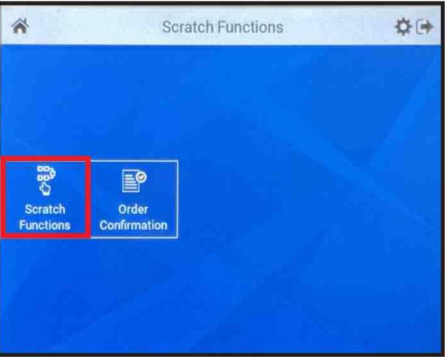 Scratch Functions
Scratch
Functions
Order
Confirmation